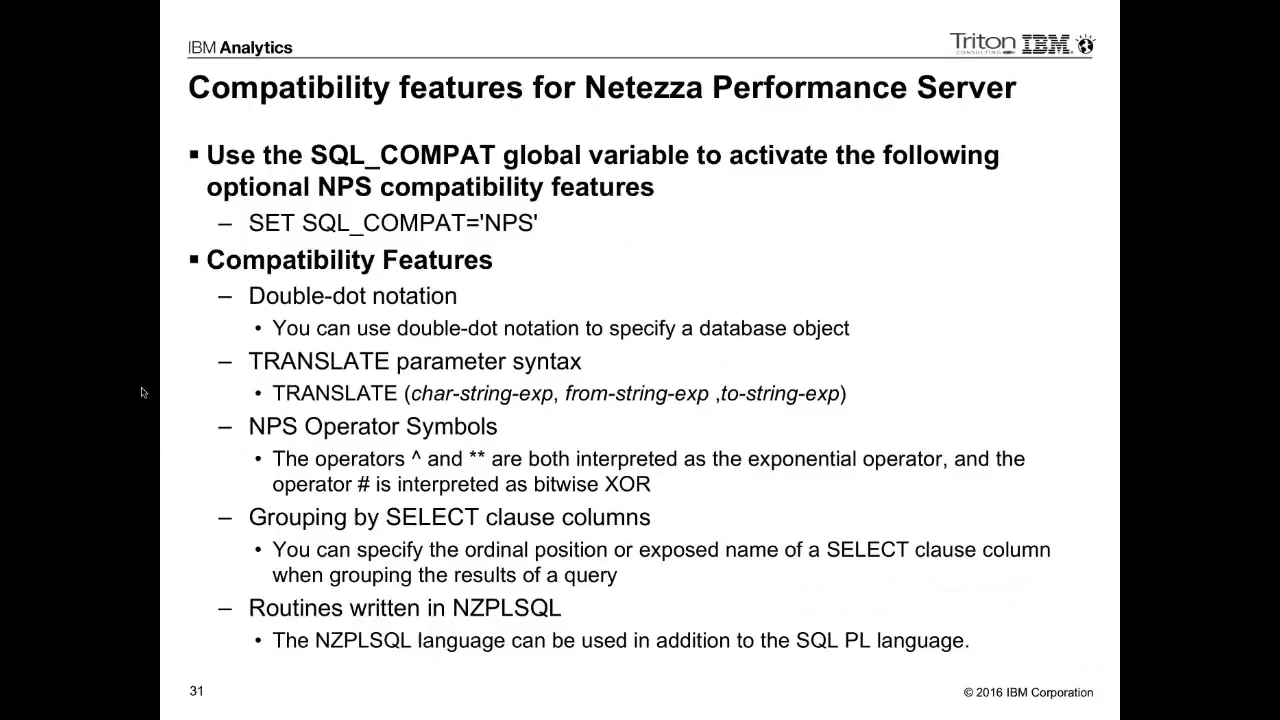 IBM Analytics
Triton IBM
CONSULTING
Compatibility features for Netezza Performance Server
▪ Use the SQL_COMPAT global variable to activate the following
optional NPS compatibility features
– SET SQL_COMPAT='NPS'
▪ Compatibility Features
– Double-dot notation
• You can use double-dot notation to specify a database object
– TRANSLATE parameter syntax
• TRANSLATE (char-string-exp, from-string-exp ,to-string-exp)
– NPS Operator Symbols
• The operators ^ and ** are both interpreted as the exponential operator, and the
operator # is interpreted as bitwise XOR
– Grouping by SELECT clause columns
• You can specify the ordinal position or exposed name of a SELECT clause column
when grouping the results of a query
– Routines written in NZPLSQL
• The NZPLSQL language can be used in addition to the SQL PL language.
31
© 2016 IBM Corporation